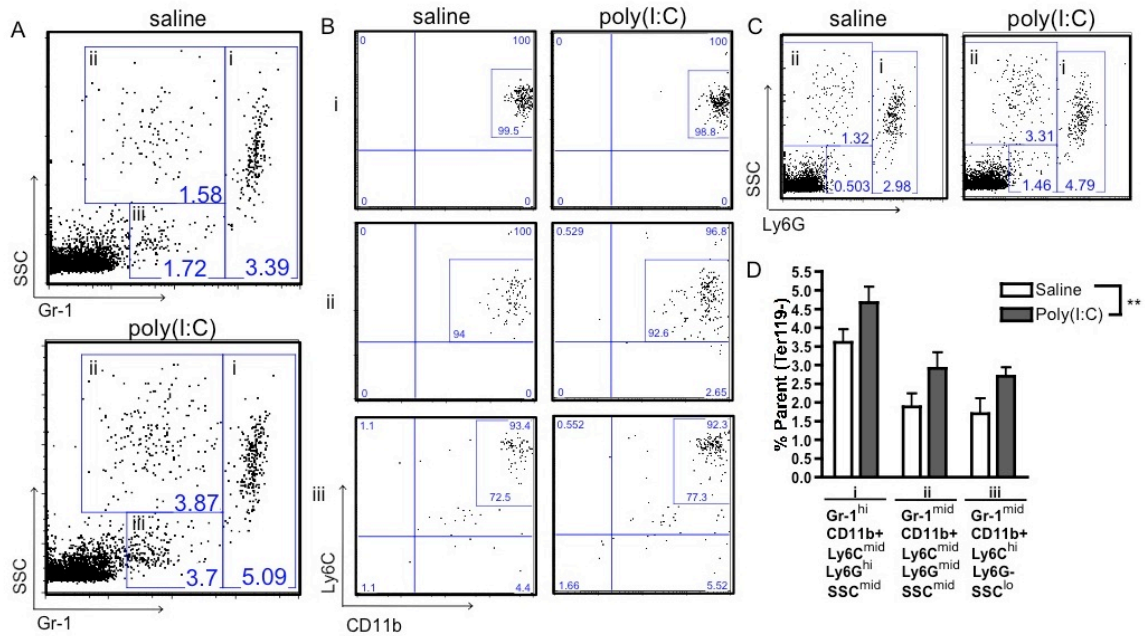 A
saline
ii
i
1.58
iii
1.72
3.39
SSC
Gr-1
poly(I:C)
ii
i
3.87
iii
3.7
5.09
SSC
Gr-1
B
saline
poly(I:C)
i
0
100
99.5
0
0
0
100
98.8
0
0
ii
0
100
94
0
0
0.529
96.8
92.6
0
2.65
iii
1.1
93.4
72.5
1.1
4.4
0.552
92.3
77.3
1.66
5.52
Ly6C
CD11b
C
saline
poly(I:C)
ii
i
1.32
0.503
2.98
ii
i
3.31
1.46
4.79
SSC
Ly6G
D
5.5
5.0
4.5
4.0
3.5
3.0
2.5
2.0
1.5
1.0
0.5
0.0
% Parent (Ter119-)
Saline
Poly(I:C)
**
i
Gr-1hi
CD11b+
Ly6Cmid
Ly6Ghi
SSCmid
ii
Gr-1mid
CD11b+
Ly6Cmid
Ly6Gmid
SSCmid
iii
Gr-1mid
CD11b+
Ly6Chi
Ly6G-
SSClo